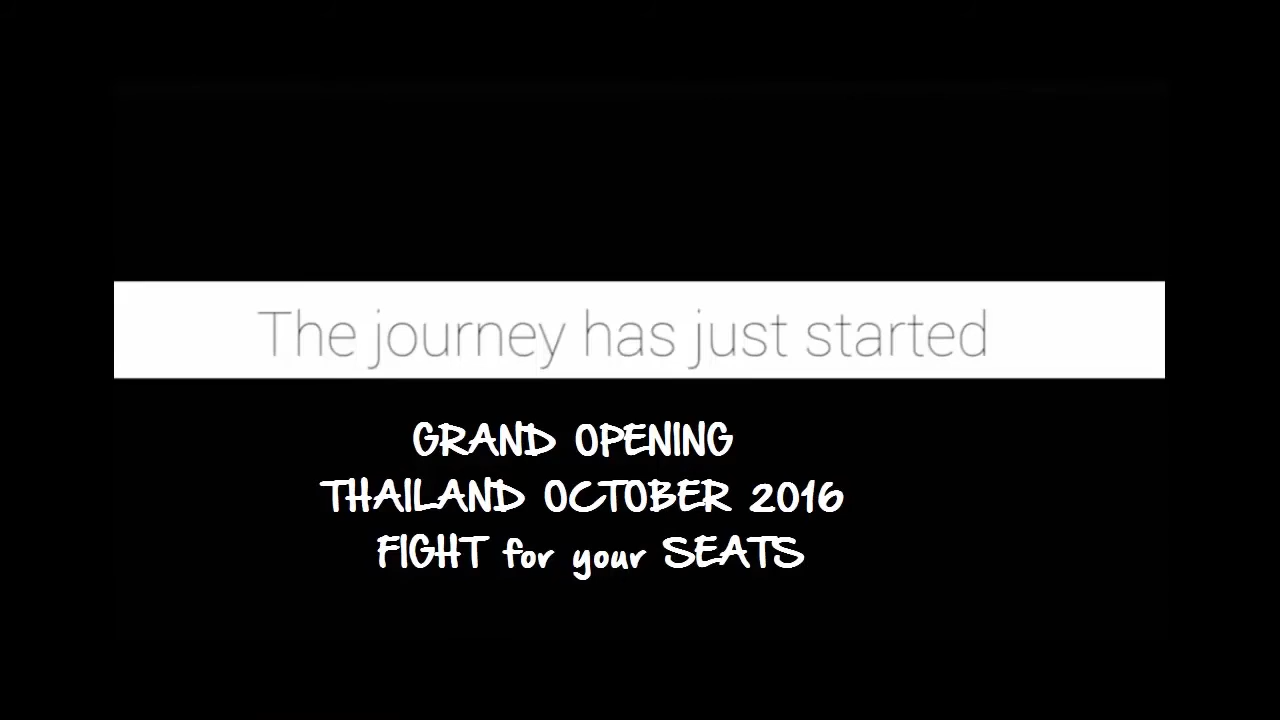 The journey has just started
GRAND OPENING
THAILAND OCTOBER 2016
FIGHT for your SEATS